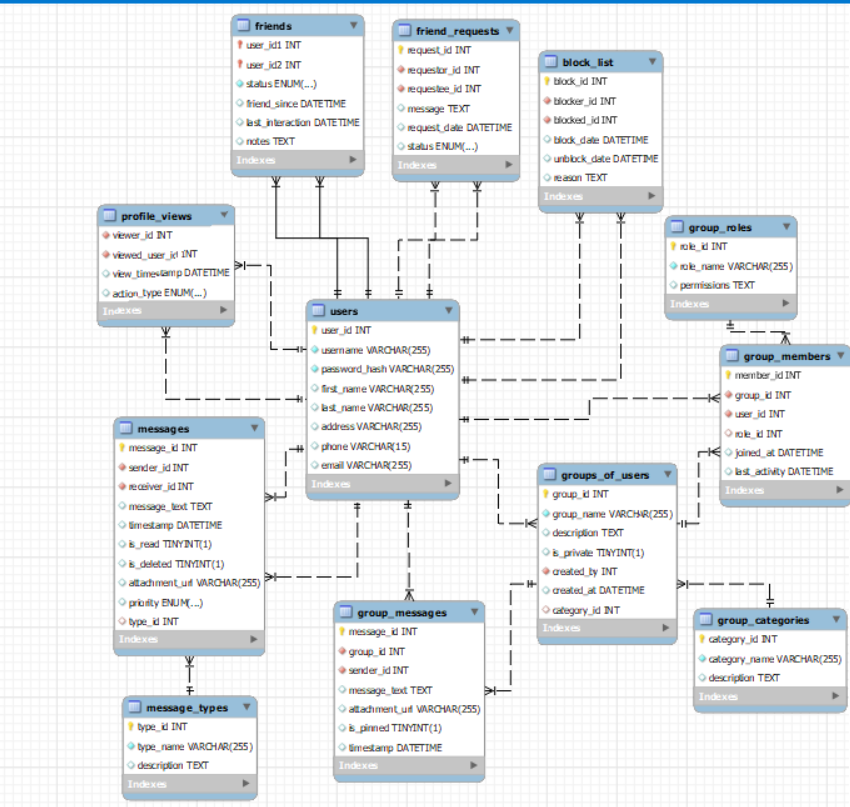 friends
user_id1 INT
user_id2 INT
status ENUM(...)
friend_since DATETIME
last_interaction DATETIME
notes TEXT
Indexes
friend_requests
request_id INT
requestor_id INT
requestee_id INT
message TEXT
request_date DATETIME
status ENUM(...)
Indexes
block_list
block_id INT
blocker_id INT
blocked_id INT
block_date DATETIME
unblock_date DATETIME
reason TEXT
Indexes
profile_views
viewer_id INT
viewed_user_id INT
view_timestamp DATETIME
action_type ENUM(...)
Indexes
group_roles
role_id INT
role_name VARCHAR(255)
permissions TEXT
Indexes
users
user_id INT
username VARCHAR(255)
password_hash VARCHAR(255)
first_name VARCHAR(255)
last_name VARCHAR(255)
address VARCHAR(255)
phone VARCHAR(15)
email VARCHAR(255)
Indexes
group_members
member_id INT
group_id INT
user_id INT
role_id INT
joined_at DATETIME
last_activity DATETIME
Indexes
messages
message_id INT
sender_id INT
receiver_id INT
message_text TEXT
timestamp DATETIME
is_read TINYINT(1)
is_deleted TINYINT(1)
attachment_url VARCHAR(255)
priority ENUM(...)
type_id INT
Indexes
groups_of_users
group_id INT
group_name VARCHAR(255)
description TEXT
is_private TINYINT(1)
created_by INT
created_at DATETIME
category_id INT
Indexes
group_messages
message_id INT
group_id INT
sender_id INT
message_text TEXT
attachment_url VARCHAR(255)
is_pinned TINYINT(1)
timestamp DATETIME
Indexes
group_categories
category_id INT
category_name VARCHAR(255)
description TEXT
Indexes
message_types
type_id INT
type_name VARCHAR(255)
description TEXT
Indexes